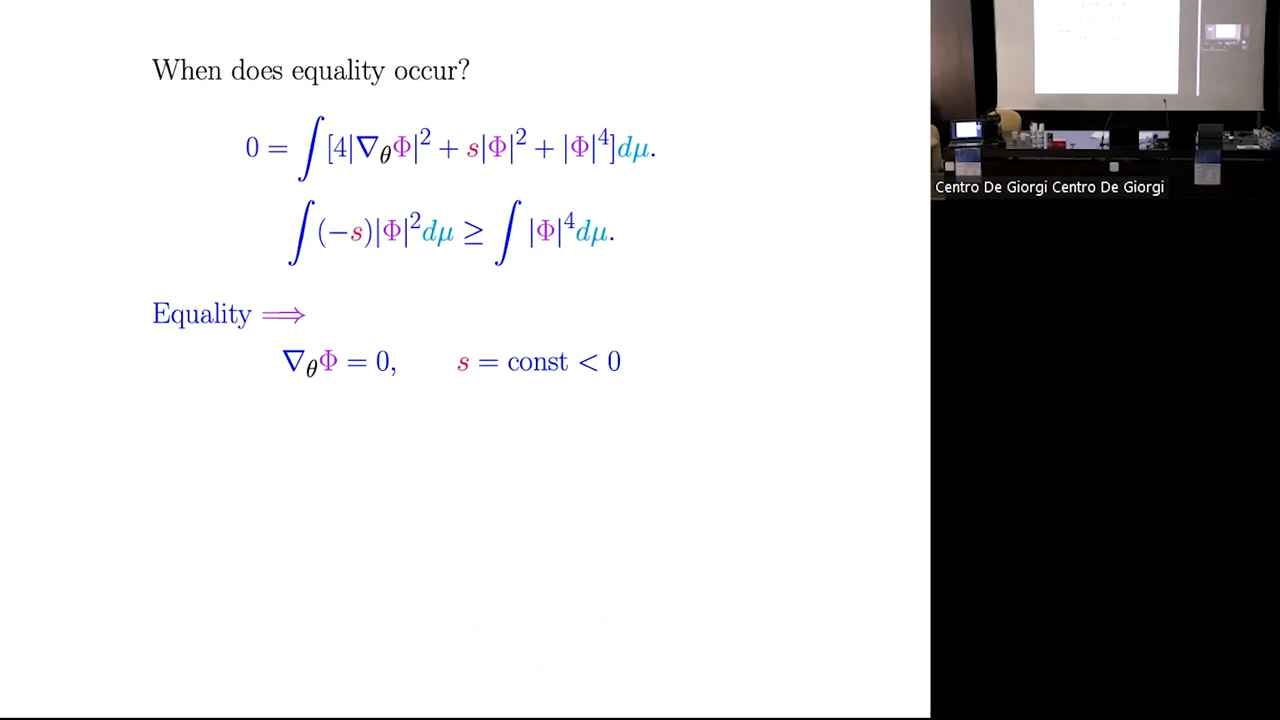 When does equality occur?
0 = ∫[4|∇_θΦ|² + s|Φ|² + |Φ|⁴]dμ.
∫(−s)|Φ|²dμ ≥ ∫|Φ|⁴dμ.
Equality ⟹
∇_θΦ = 0, s = const < 0
Centro De Giorgi Centro De Giorgi